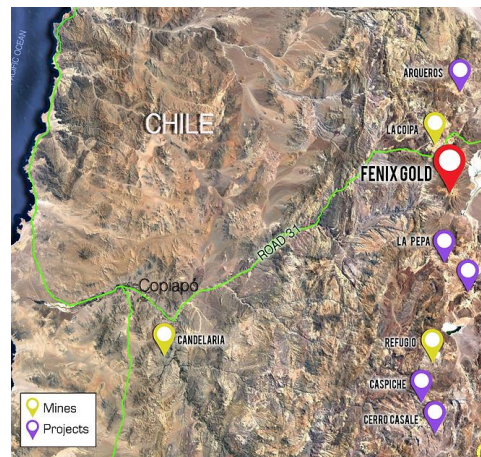 PACIFIC OCEAN
ARQUEROS
CHILE
LA COIPA
FENIX GOLD
LA PEPA
ROAD 31
Copiapó
CANDELARIA
REFUGIO
CASPICHE
CERRO CASALE
Mines
Projects